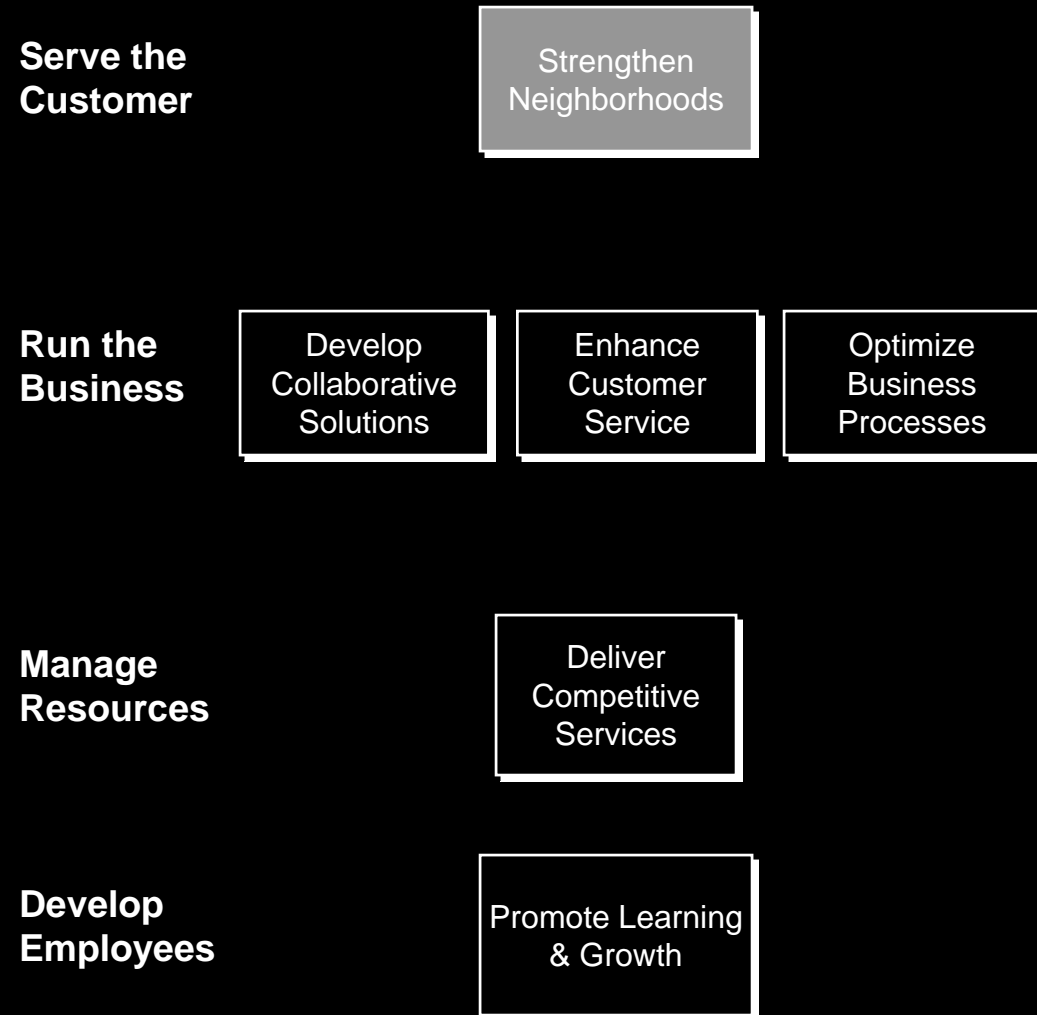 Serve the
Customer
Strengthen
Neighborhoods
Run the
Business
Develop
Collaborative
Solutions
Enhance
Customer
Service
Optimize
Business
Processes
Manage
Resources
Deliver
Competitive
Services
Develop
Employees
Promote Learning
& Growth